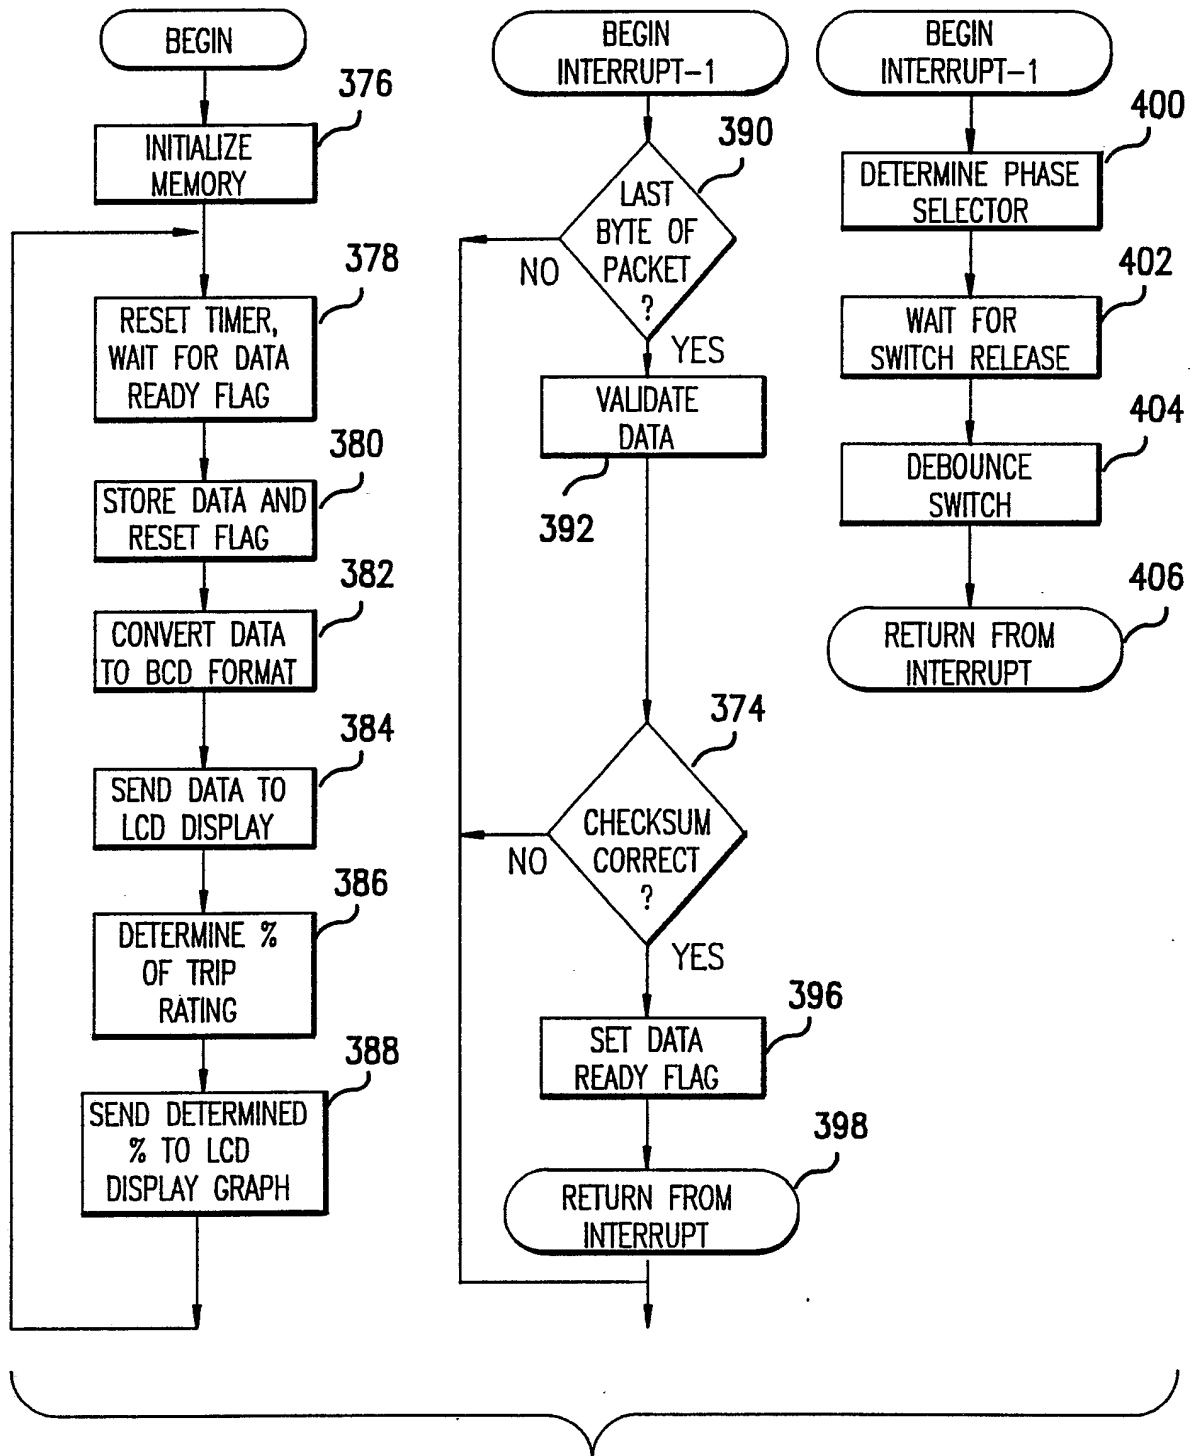 BEGIN
376
INITIALIZE
MEMORY
378
RESET TIMER,
WAIT FOR DATA
READY FLAG
380
STORE DATA AND
RESET FLAG
382
CONVERT DATA
TO BCD FORMAT
384
SEND DATA TO
LCD DISPLAY
386
DETERMINE %
OF TRIP
RATING
388
SEND DETERMINED
% TO LCD
DISPLAY GRAPH
BEGIN
INTERRUPT-1
390
LAST
BYTE OF
PACKET
?
NO
YES
VALIDATE
DATA
392
374
CHECKSUM
CORRECT
?
NO
YES
396
SET DATA
READY FLAG
398
RETURN FROM
INTERRUPT
BEGIN
INTERRUPT-1
400
DETERMINE PHASE
SELECTOR
402
WAIT FOR
SWITCH RELEASE
404
DEBOUNCE
SWITCH
406
RETURN FROM
INTERRUPT